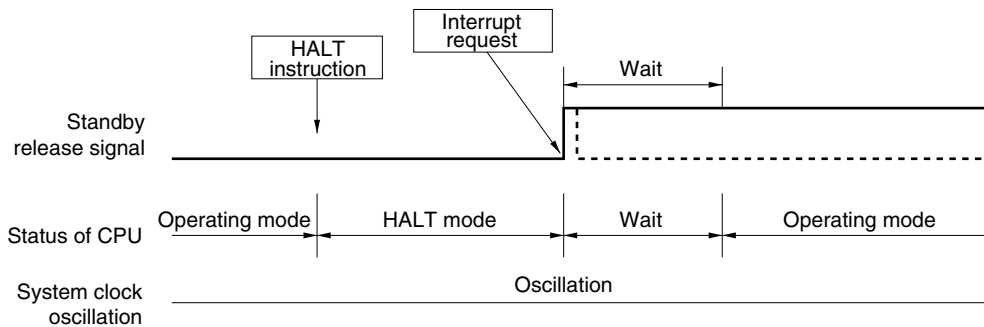 Interrupt
request
HALT
instruction
Wait
Standby
release signal
Operating mode
HALT mode
Wait
Operating mode
Status of CPU
Oscillation
System clock
oscillation